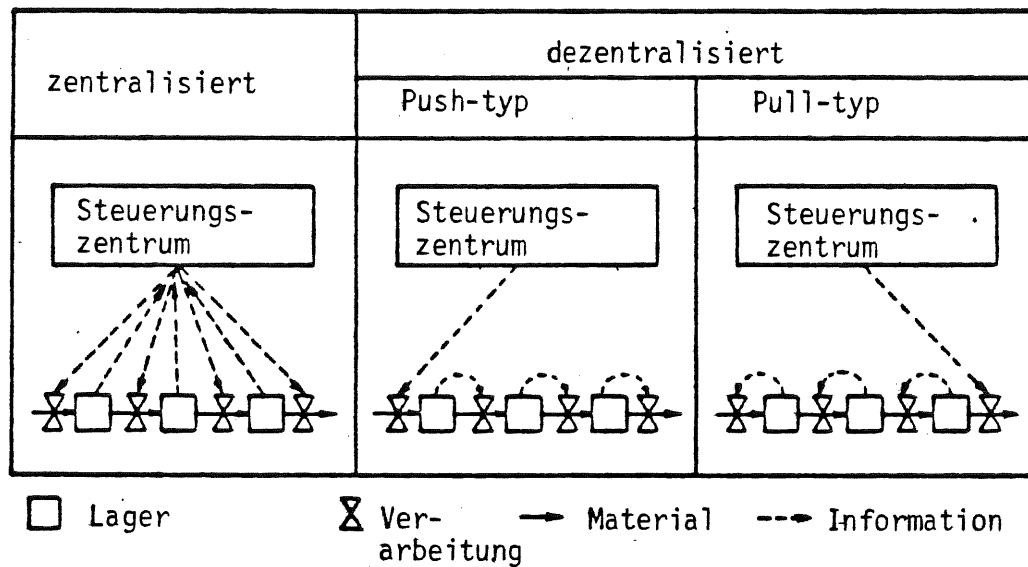 zentralisiert
dezentralisiert
Push-typ
Pull-typ
Steuerungs-
zentrum
Steuerungs-
zentrum
Steuerungs-
zentrum
Lager
Ver-
arbeitung
Material
Information